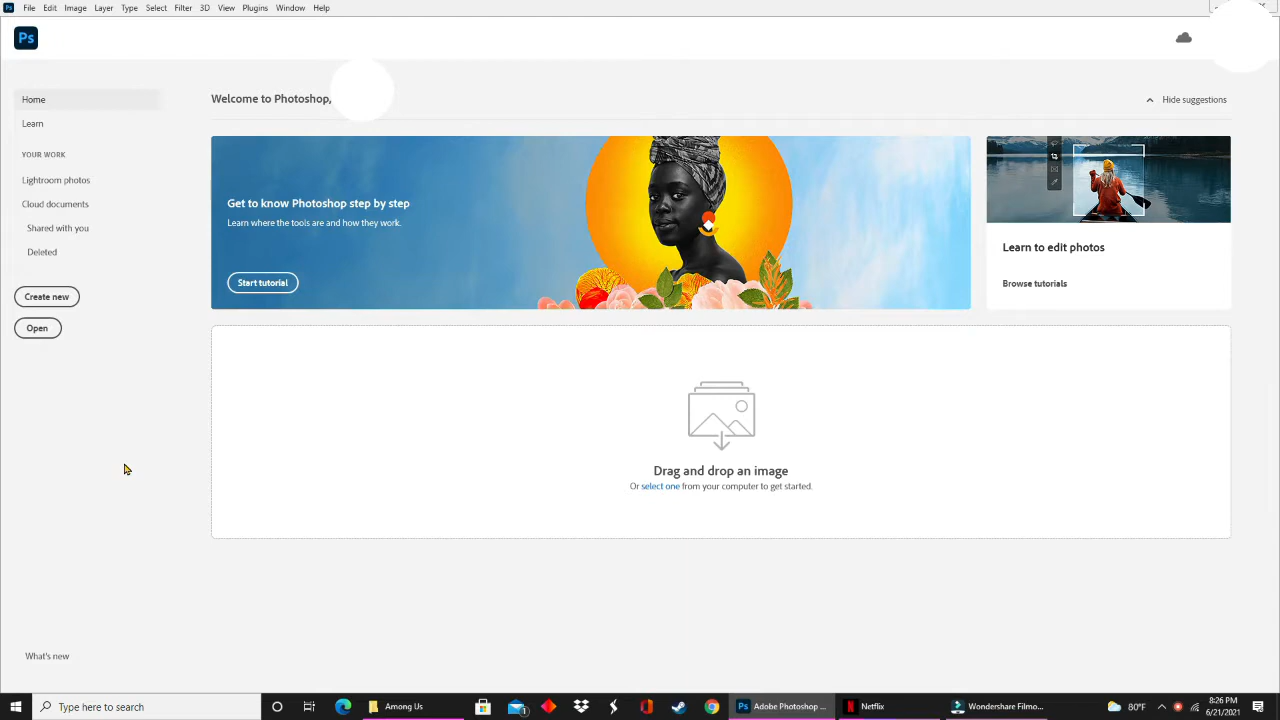 Ps File Edit Image Layer Type Select Filter 3D View Plugins Window Help
Ps
Welcome to Photoshop,
Hide suggestions
Home
Learn
YOUR WORK
Lightroom photos
Cloud documents
Shared with you
Deleted
Create new
Open
Get to know Photoshop step by step
Learn where the tools are and how they work.
Start tutorial
Learn to edit photos
Browse tutorials
Drag and drop an image
Or select one from your computer to get started.
What's new
Type here to search
Among Us
1
Ps Adobe Photoshop ...
Netflix
Wondershare Filmo...
80°F
8:26 PM
6/21/2021